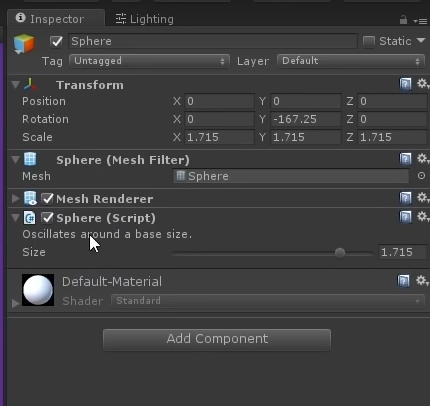 Inspector Lighting
Sphere Static
Tag Untagged Layer Default
Transform
Position X 0 Y 0 Z 0
Rotation X 0 Y -167.25 Z 0
Scale X 1.715 Y 1.715 Z 1.715
Sphere (Mesh Filter)
Mesh Sphere
Mesh Renderer
Sphere (Script)
Oscillates around a base size.
Size 1.715
Default-Material
Shader Standard
Add Component